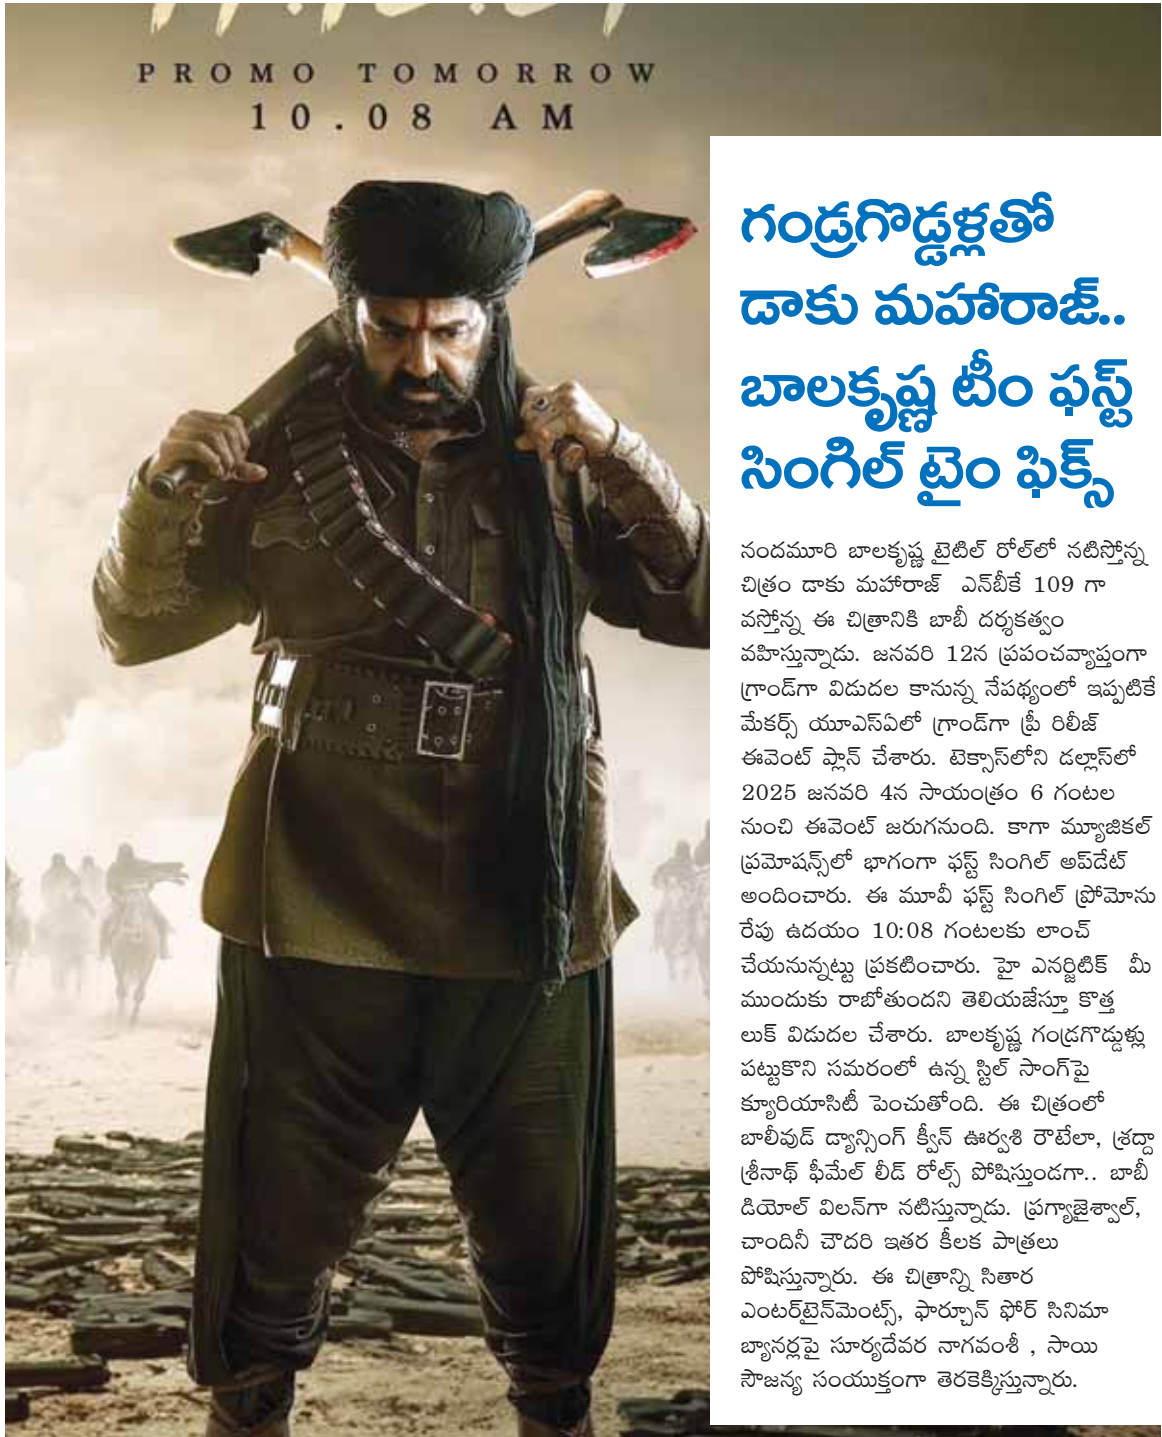 PROMO TOMORROW
10.08 AM
గండ్రగొడ్డళ్లతో
డాకు మహారాజ్..
బాలకృష్ణ టీం ఫస్ట్
సింగిల్ టైం ఫిక్స్
నందమూరి బాలకృష్ణ టైటిల్ రోల్‌లో నటిస్తోన్న
చిత్రం డాకు మహారాజ్ ఎన్‌బీకే 109 గా
వస్తోన్న ఈ చిత్రానికి బాబీ దర్శకత్వం
వహిస్తున్నాడు. జనవరి 12న ప్రపంచవ్యాప్తంగా
గ్రాండ్‌గా విడుదల కానున్న నేపథ్యంలో ఇప్పటికే
మేకర్స్ యూఎస్‌ఏలో గ్రాండ్‌గా ప్రీ రిలీజ్
ఈవెంట్ ప్లాన్ చేశారు. టెక్సాస్‌లోని డల్లాస్‌లో
2025 జనవరి 4న సాయంత్రం 6 గంటల
నుంచి ఈవెంట్ జరుగనుంది. కాగా మ్యూజికల్
ప్రమోషన్స్‌లో భాగంగా ఫస్ట్ సింగిల్ అప్‌డేట్
అందించారు. ఈ మూవీ ఫస్ట్ సింగిల్ ప్రోమోను
రేపు ఉదయం 10:08 గంటలకు లాంచ్
చేయనున్నట్టు ప్రకటించారు. హై ఎనర్జిటిక్ మీ
ముందుకు రాబోతుందని తెలియజేస్తూ కొత్త
లుక్ విడుదల చేశారు. బాలకృష్ణ గండ్రగొడ్డుళ్లు
పట్టుకొని సమరంలో ఉన్న స్టిల్ సాంగ్‌పై
క్యూరియాసిటీ పెంచుతోంది. ఈ చిత్రంలో
బాలీవుడ్ డ్యాన్సింగ్ క్వీన్ ఊర్వశి రౌటేలా, శ్రద్దా
శ్రీనాథ్ ఫీమేల్ లీడ్ రోల్స్ పోషిస్తుండగా.. బాబీ
డియోల్ విలన్‌గా నటిస్తున్నాడు. ప్రగ్యాజైశ్వాల్,
చాందినీ చౌదరి ఇతర కీలక పాత్రలు
పోషిస్తున్నారు. ఈ చిత్రాన్ని సితార
ఎంటర్‌టైన్‌మెంట్స్, ఫార్చూన్ ఫోర్ సినిమా
బ్యానర్లపై సూర్యదేవర నాగవంశీ , సాయి
సౌజన్య సంయుక్తంగా తెరకెక్కిస్తున్నారు.